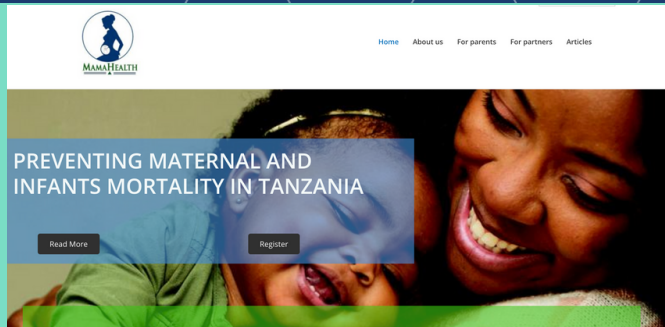 MAMAHEALTH
Home About us For parents For partners Articles
PREVENTING MATERNAL AND
INFANTS MORTALITY IN TANZANIA
Read More Register